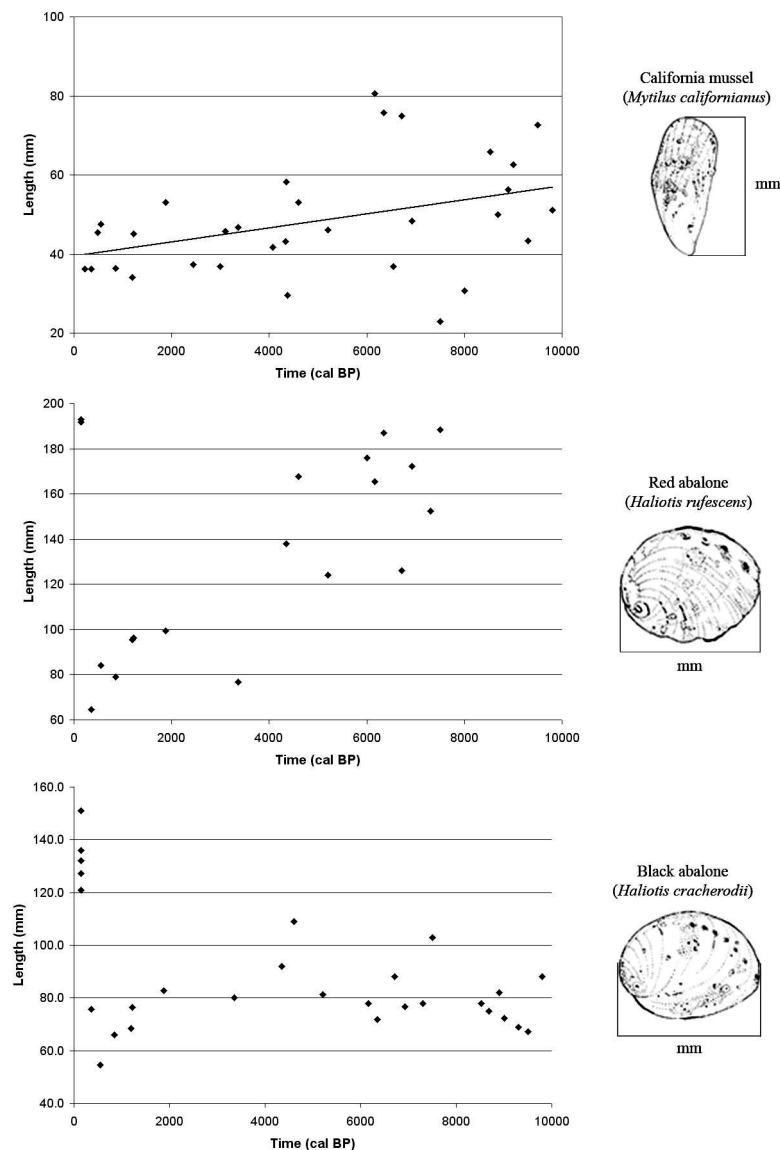 100
80
60
40
20
Length (mm)
0 2000 4000 6000 8000 10000
Time (cal BP)
California mussel
(Mytilus californianus)
mm
200
180
160
140
120
100
80
60
Length (mm)
0 2000 4000 6000 8000 10000
Time (cal BP)
Red abalone
(Haliotis rufescens)
mm
160.0
140.0
120.0
100.0
80.0
60.0
40.0
Length (mm)
0 2000 4000 6000 8000 10000
Time (cal BP)
Black abalone
(Haliotis cracherodii)
mm